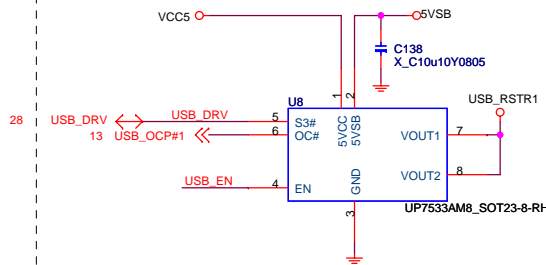 VCC5
5VSB
C138
X_C10u10Y0805
USB_RSTR1
U8
1
2
28
USB_DRV
USB_DRV
5
S3#
5VCC
5VSB
VOUT1
7
13
USB_OCP#1
6
OC#
USB_EN
4
EN
GND
VOUT2
8
3
UP7533AM8_SOT23-8-RH